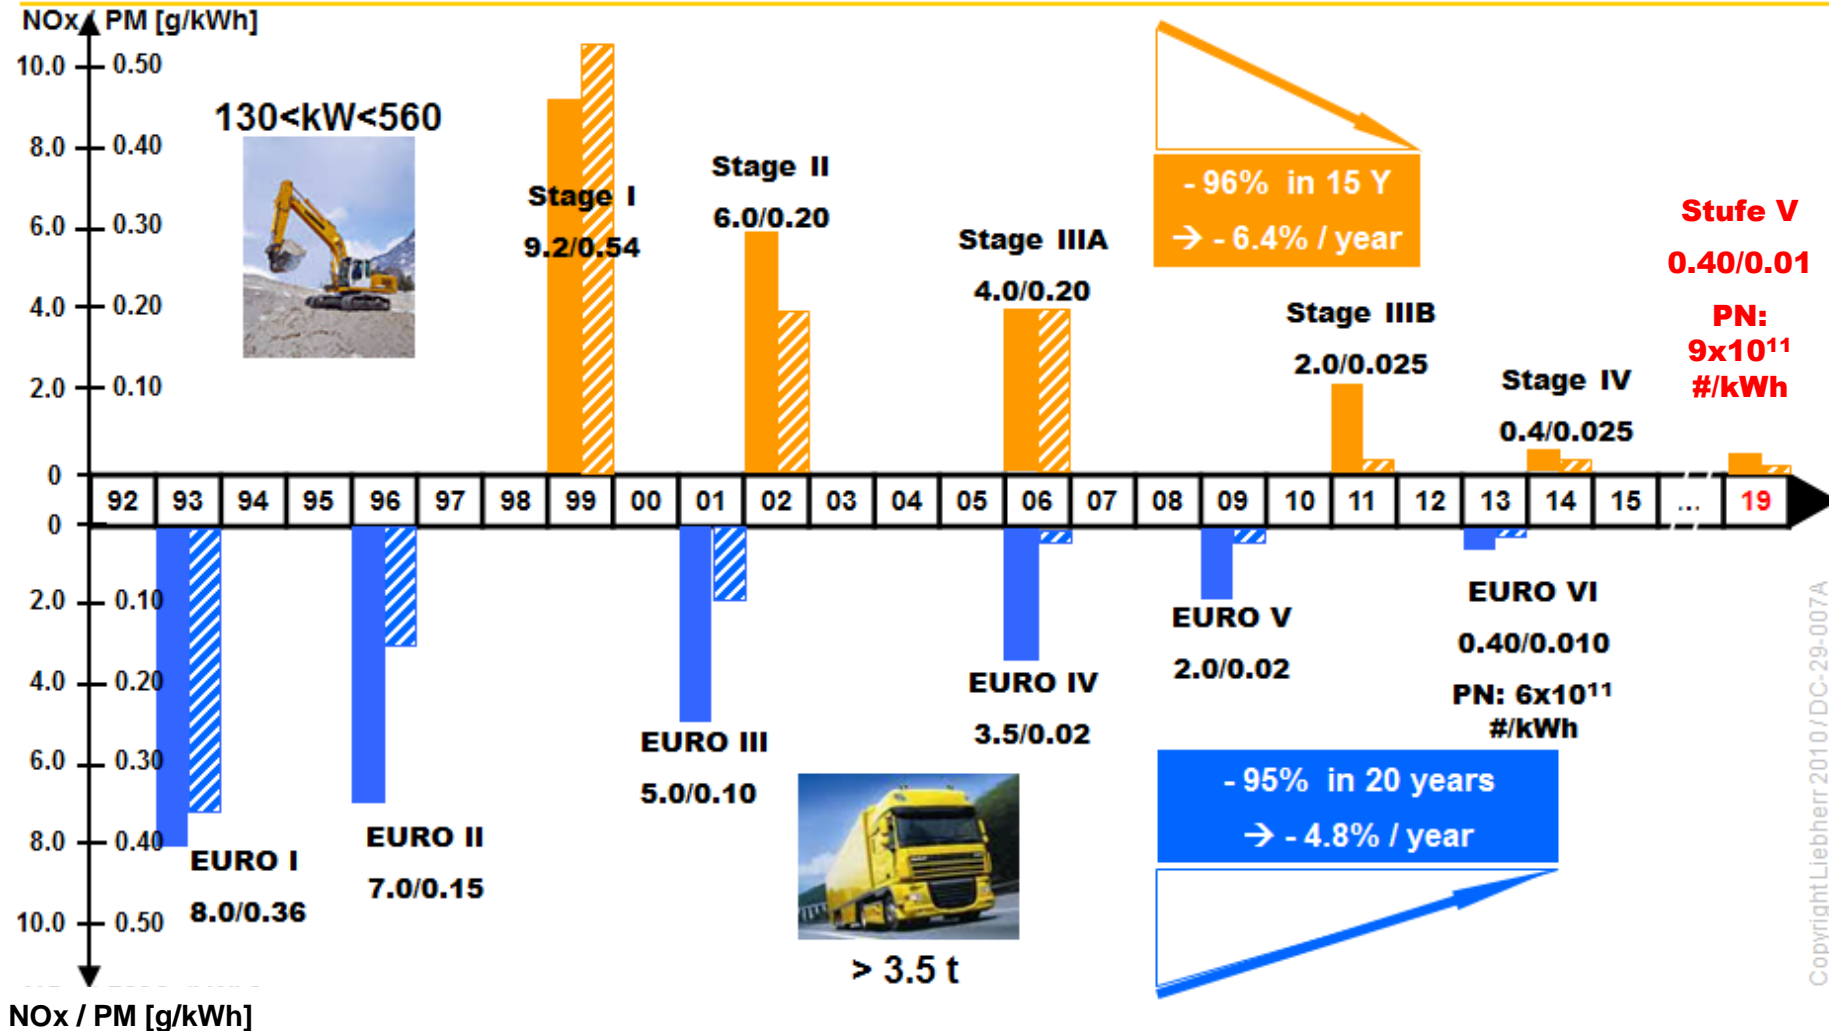 NOx / PM [g/kWh]
10.0 0.50
8.0 0.40
6.0 0.30
4.0 0.20
2.0 0.10
0
130<kW<560
Stage I
9.2/0.54
Stage II
6.0/0.20
Stage IIIA
4.0/0.20
- 96% in 15 Y
→ - 6.4% / year
Stage IIIB
2.0/0.025
Stage IV
0.4/0.025
Stufe V
0.40/0.01
PN:
9x10¹¹
#/kWh
92 93 94 95 96 97 98 99 00 01 02 03 04 05 06 07 08 09 10 11 12 13 14 15 ... 19
0
2.0 0.10
4.0 0.20
6.0 0.30
8.0 0.40
10.0 0.50
EURO I
8.0/0.36
EURO II
7.0/0.15
EURO III
5.0/0.10
EURO IV
3.5/0.02
EURO V
2.0/0.02
EURO VI
0.40/0.010
PN: 6x10¹¹
#/kWh
- 95% in 20 years
→ - 4.8% / year
> 3.5 t
NOx / PM [g/kWh]
Copyright Liebherr 2010 / DC-29-007A